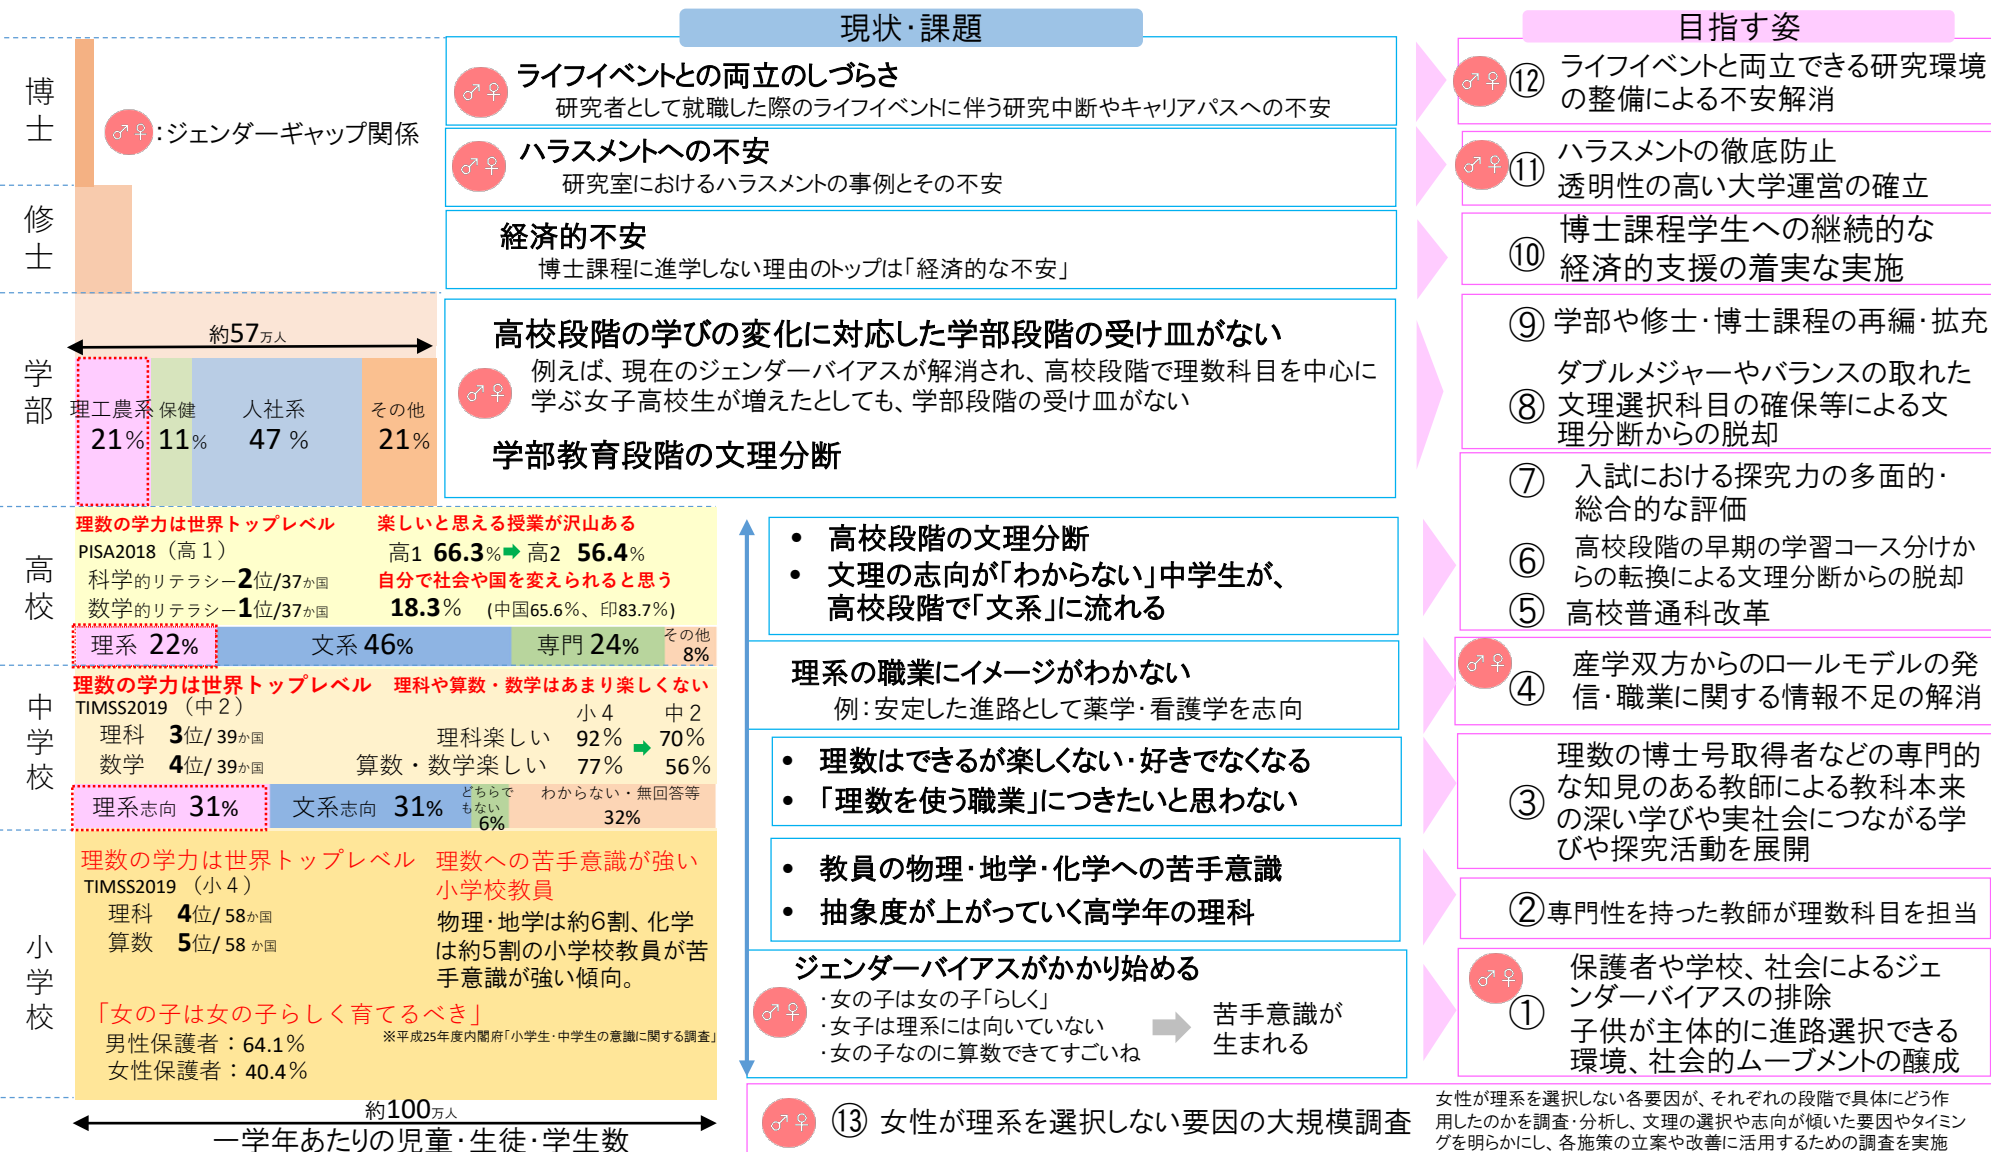 現状・課題
目指す姿
博士
♂♀:ジェンダーギャップ関係
修士
学部
約57万人
理工農系
21%
保健
11%
人社系
47 %
その他
21%
高校
理数の学力は世界トップレベル
PISA2018（高１）
科学的リテラシー2位/37か国
数学的リテラシー1位/37か国
楽しいと思える授業が沢山ある
高1 66.3% 高2 56.4%
自分で社会や国を変えられると思う
18.3% (中国65.6%、印83.7%)
理系 22%
文系 46%
専門 24%
その他
8%
中学校
理数の学力は世界トップレベル
TIMSS2019 （中２）
理科 3位/ 39か国
数学 4位/ 39か国
理科や算数・数学はあまり楽しくない
小４ 中２
理科楽しい 92% 70%
算数・数学楽しい 77% 56%
理系志向 31%
文系志向 31%
どちらで
もない
6%
わからない・無回答等
32%
小学校
理数の学力は世界トップレベル
TIMSS2019 （小４）
理科 4位/ 58か国
算数 5位/ 58 か国
理数への苦手意識が強い
小学校教員
物理・地学は約6割、化学
は約5割の小学校教員が苦
手意識が強い傾向。
「女の子は女の子らしく育てるべき」
男性保護者：64.1%
女性保護者：40.4%
※平成25年度内閣府「小学生・中学生の意識に関する調査」
約100万人
一学年あたりの児童・生徒・学生数
♂♀
ライフイベントとの両立のしづらさ
研究者として就職した際のライフイベントに伴う研究中断やキャリアパスへの不安
♂♀
ハラスメントへの不安
研究室におけるハラスメントの事例とその不安
経済的不安
博士課程に進学しない理由のトップは「経済的な不安」
高校段階の学びの変化に対応した学部段階の受け皿がない
♂♀
例えば、現在のジェンダーバイアスが解消され、高校段階で理数科目を中心に
学ぶ女子高校生が増えたとしても、学部段階の受け皿がない
学部教育段階の文理分断
• 高校段階の文理分断
• 文理の志向が「わからない」中学生が、
高校段階で「文系」に流れる
理系の職業にイメージがわかない
例：安定した進路として薬学・看護学を志向
• 理数はできるが楽しくない・好きでなくなる
• 「理数を使う職業」につきたいと思わない
• 教員の物理・地学・化学への苦手意識
• 抽象度が上がっていく高学年の理科
ジェンダーバイアスがかかり始める
♂♀
・女の子は女の子「らしく」
・女子は理系には向いていない
・女の子なのに算数できてすごいね
苦手意識が
生まれる
♂♀
⑫ ライフイベントと両立できる研究環境
の整備による不安解消
♂♀
⑪ ハラスメントの徹底防止
透明性の高い大学運営の確立
⑩ 博士課程学生への継続的な
経済的支援の着実な実施
⑨ 学部や修士・博士課程の再編・拡充
⑧ ダブルメジャーやバランスの取れた
文理選択科目の確保等による文
理分断からの脱却
⑦ 入試における探究力の多面的・
総合的な評価
⑥ 高校段階の早期の学習コース分けか
らの転換による文理分断からの脱却
⑤ 高校普通科改革
♂♀
④ 産学双方からのロールモデルの発
信・職業に関する情報不足の解消
③ 理数の博士号取得者などの専門的
な知見のある教師による教科本来
の深い学びや実社会につながる学
びや探究活動を展開
②専門性を持った教師が理数科目を担当
♂♀
① 保護者や学校、社会によるジェ
ンダーバイアスの排除
子供が主体的に進路選択できる
環境、社会的ムーブメントの醸成
♂♀
⑬ 女性が理系を選択しない要因の大規模調査
女性が理系を選択しない各要因が、それぞれの段階で具体にどう作
用したのかを調査・分析し、文理の選択や志向が傾いた要因やタイミン
グを明らかにし、各施策の立案や改善に活用するための調査を実施